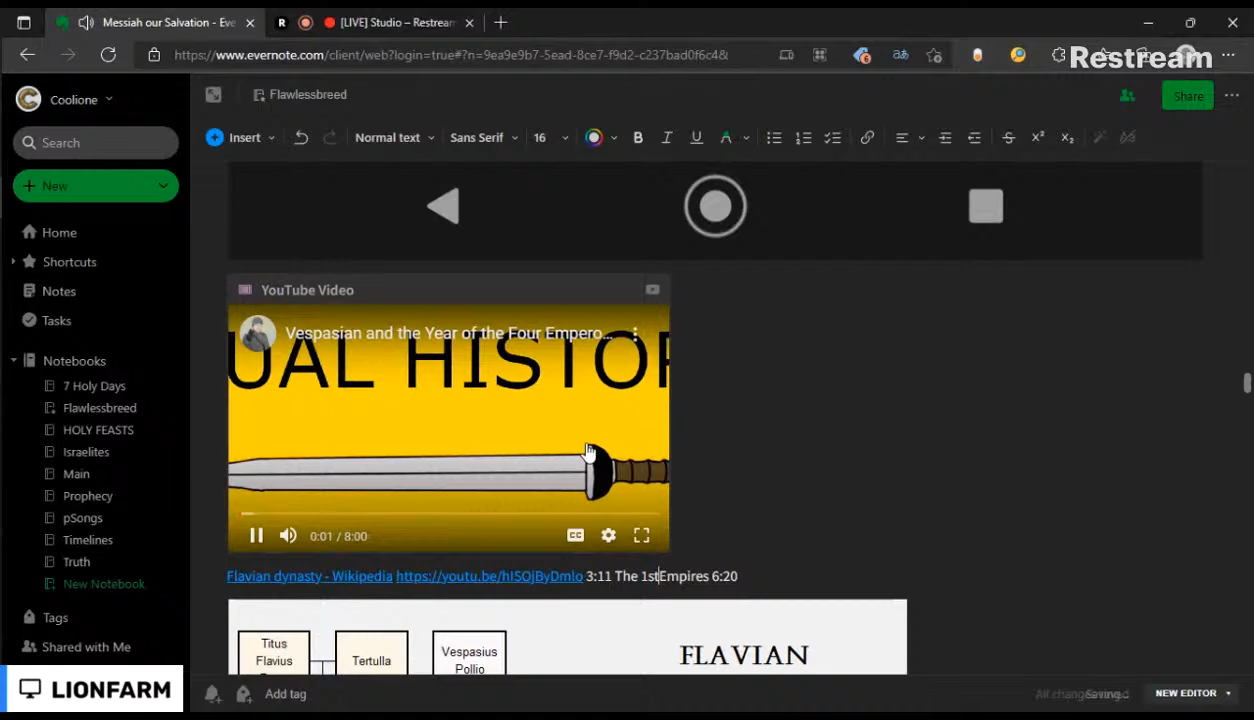 Messiah our Salvation - Eve
R
[LIVE] Studio – Restream
https://www.evernote.com/client/web?login=true#?n=9ea9e9b7-5ead-8ce7-f9d2-c237bad0f64c&
6
Restream
Coolione
Flawlessbreed
Share
Search
Insert
Normal text
Sans Serif
16
B
I
U
A
New
Home
Shortcuts
Notes
Tasks
Notebooks
7 Holy Days
Flawlessbreed
HOLY FEASTS
Israelites
Main
Prophecy
pSongs
Timelines
Truth
New Notebook
Tags
Shared with Me
LIONFARM
YouTube Video
Vespasian and the Year of the Four Empero...
UAL HISTOR
0:01 / 8:00
CC
Flavian dynasty - Wikipedia https://youtu.be/hISOjByDmlo 3:11 The 1stEmpires 6:20
Titus
Flavius
Tertulla
Vespasius
Pollio
FLAVIAN
Add tag
NEW EDITOR